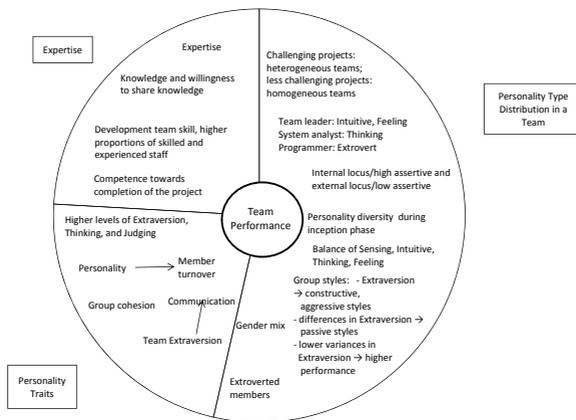 Expertise
Expertise
Knowledge and willingness
to share knowledge
Development team skill, higher
proportions of skilled and
experienced staff
Competence towards
completion of the project
Challenging projects:
heterogeneous teams;
less challenging projects:
homogeneous teams
Team leader: Intuitive, Feeling
System analyst: Thinking
Programmer: Extrovert
Internal locus/high assertive and
external locus/low assertive
Personality diversity during
inception phase
Balance of Sensing, Intuitive,
Thinking, Feeling
Group styles: - Extraversion
→ constructive,
aggressive styles
- differences in Extraversion →
passive styles
- lower variances in
Extraversion → higher
performance
Personality Type
Distribution in a
Team
Team
Performance
Higher levels of Extraversion,
Thinking, and Judging
Personality → Member
turnover
Group cohesion
Communication
Team Extraversion
Gender mix
Extroverted
members
Personality
Traits